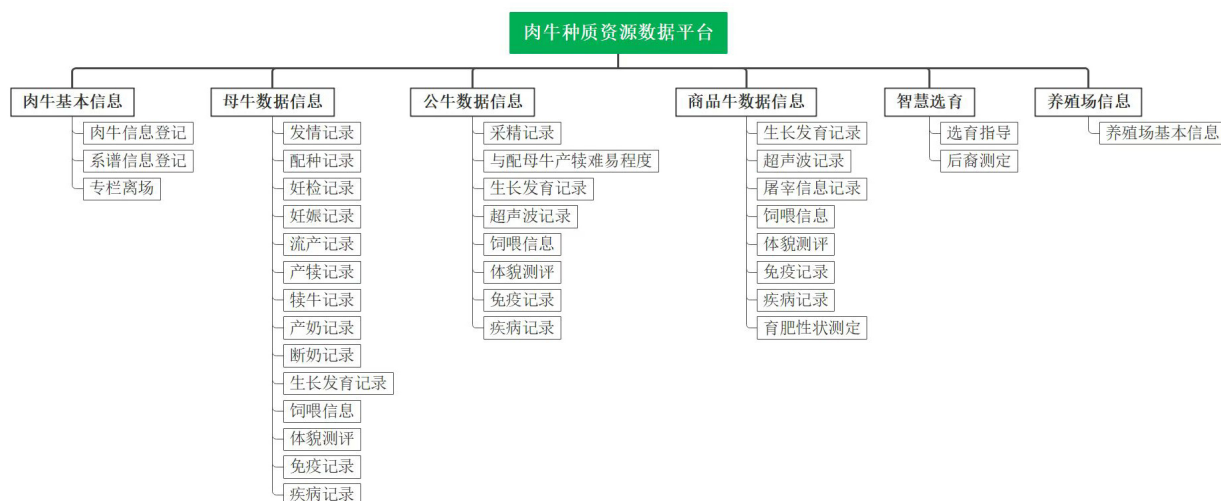 肉牛种质资源数据平台
肉牛基本信息
肉牛信息登记
系谱信息登记
专栏离场
母牛数据信息
发情记录
配种记录
妊检记录
妊娠记录
流产记录
产犊记录
犊牛记录
产奶记录
断奶记录
生长发育记录
饲喂信息
体貌测评
免疫记录
疾病记录
公牛数据信息
采精记录
与配母牛产犊难易程度
生长发育记录
超声波记录
饲喂信息
体貌测评
免疫记录
疾病记录
商品牛数据信息
生长发育记录
超声波记录
屠宰信息记录
饲喂信息
体貌测评
免疫记录
疾病记录
育肥性状测定
智慧选育
选育指导
后裔测定
养殖场信息
养殖场基本信息